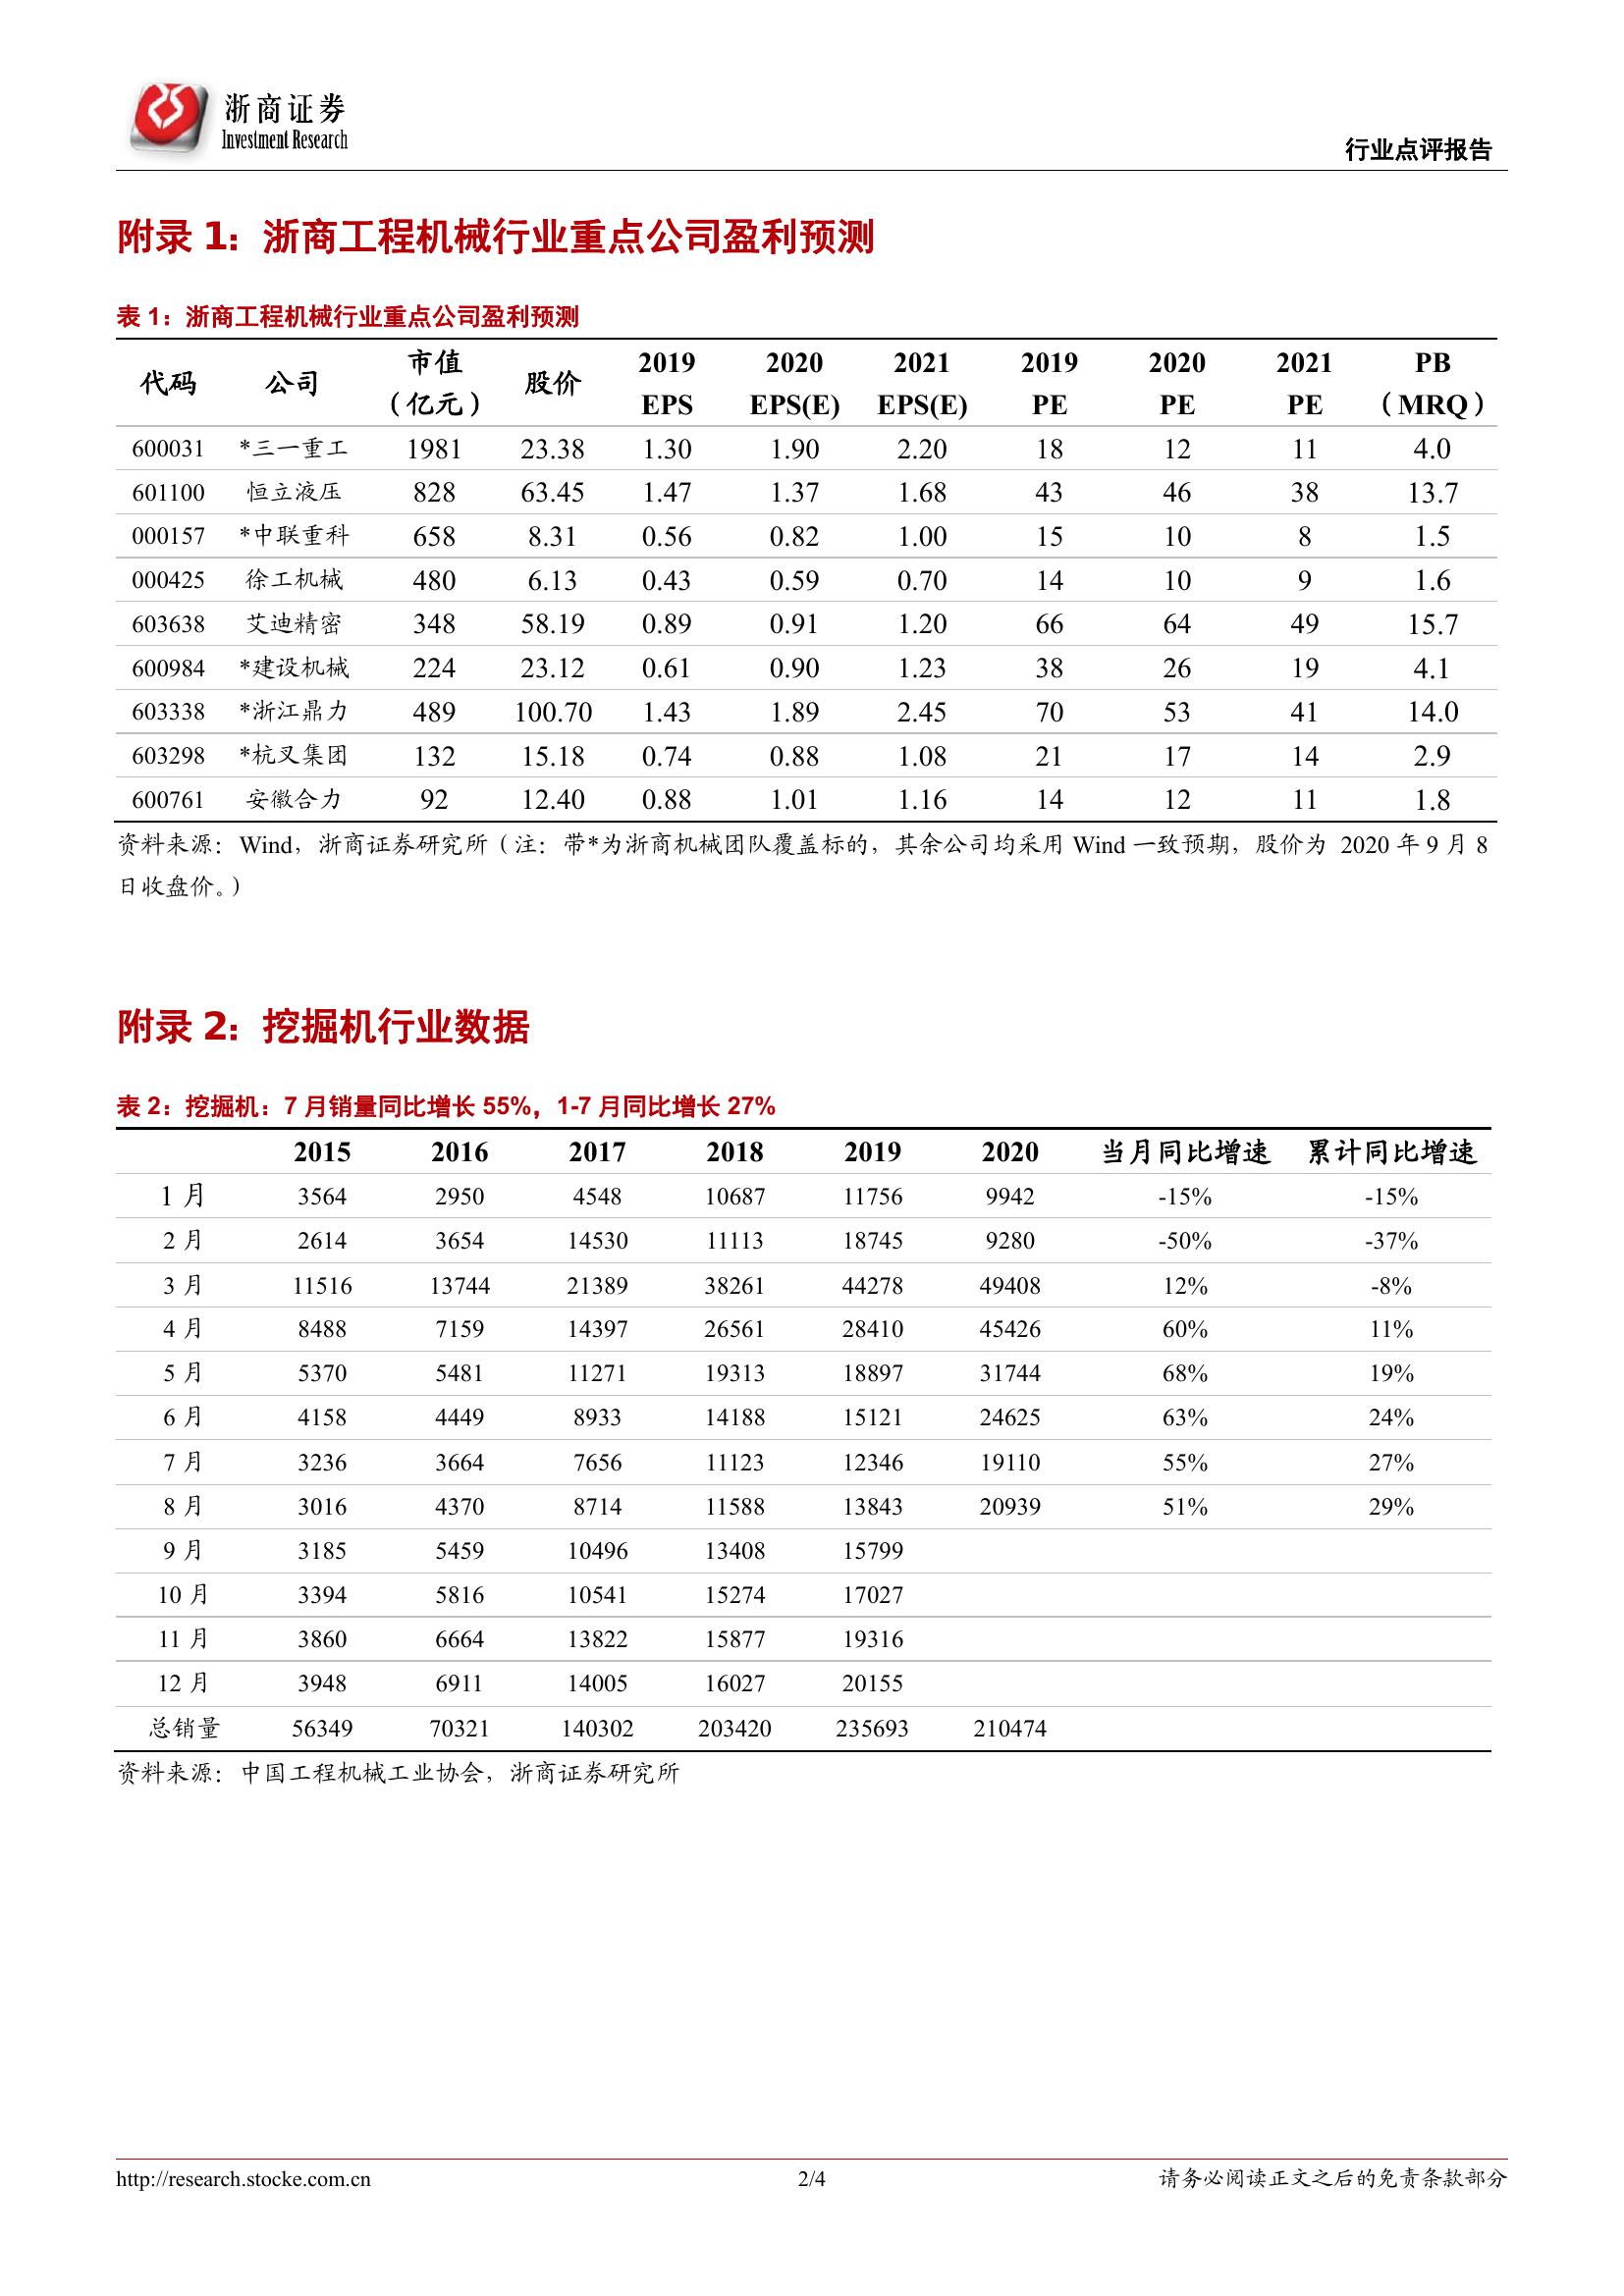 浙商证券
Investment Research
行业点评报告
附录 1：浙商工程机械行业重点公司盈利预测
表 1：浙商工程机械行业重点公司盈利预测
代码 公司 市值（亿元） 股价 2019 EPS 2020 EPS(E) 2021 EPS(E) 2019 PE 2020 PE 2021 PE PB（MRQ）
600031 *三一重工 1981 23.38 1.30 1.90 2.20 18 12 11 4.0
601100 恒立液压 828 63.45 1.47 1.37 1.68 43 46 38 13.7
000157 *中联重科 658 8.31 0.56 0.82 1.00 15 10 8 1.5
000425 徐工机械 480 6.13 0.43 0.59 0.70 14 10 9 1.6
603638 艾迪精密 348 58.19 0.89 0.91 1.20 66 64 49 15.7
600984 *建设机械 224 23.12 0.61 0.90 1.23 38 26 19 4.1
603338 *浙江鼎力 489 100.70 1.43 1.89 2.45 70 53 41 14.0
603298 *杭叉集团 132 15.18 0.74 0.88 1.08 21 17 14 2.9
600761 安徽合力 92 12.40 0.88 1.01 1.16 14 12 11 1.8
资料来源：Wind，浙商证券研究所（注：带*为浙商机械团队覆盖标的，其余公司均采用 Wind 一致预期，股价为 2020 年 9 月 8
日收盘价。）
附录 2：挖掘机行业数据
表 2：挖掘机：7 月销量同比增长 55%，1-7 月同比增长 27%
2015 2016 2017 2018 2019 2020 当月同比增速 累计同比增速
1 月 3564 2950 4548 10687 11756 9942 -15% -15%
2 月 2614 3654 14530 11113 18745 9280 -50% -37%
3 月 11516 13744 21389 38261 44278 49408 12% -8%
4 月 8488 7159 14397 26561 28410 45426 60% 11%
5 月 5370 5481 11271 19313 18897 31744 68% 19%
6 月 4158 4449 8933 14188 15121 24625 63% 24%
7 月 3236 3664 7656 11123 12346 19110 55% 27%
8 月 3016 4370 8714 11588 13843 20939 51% 29%
9 月 3185 5459 10496 13408 15799
10 月 3394 5816 10541 15274 17027
11 月 3860 6664 13822 15877 19316
12 月 3948 6911 14005 16027 20155
总销量 56349 70321 140302 203420 235693 210474
资料来源：中国工程机械工业协会，浙商证券研究所
http://research.stocke.com.cn 2/4 请务必阅读正文之后的免责条款部分